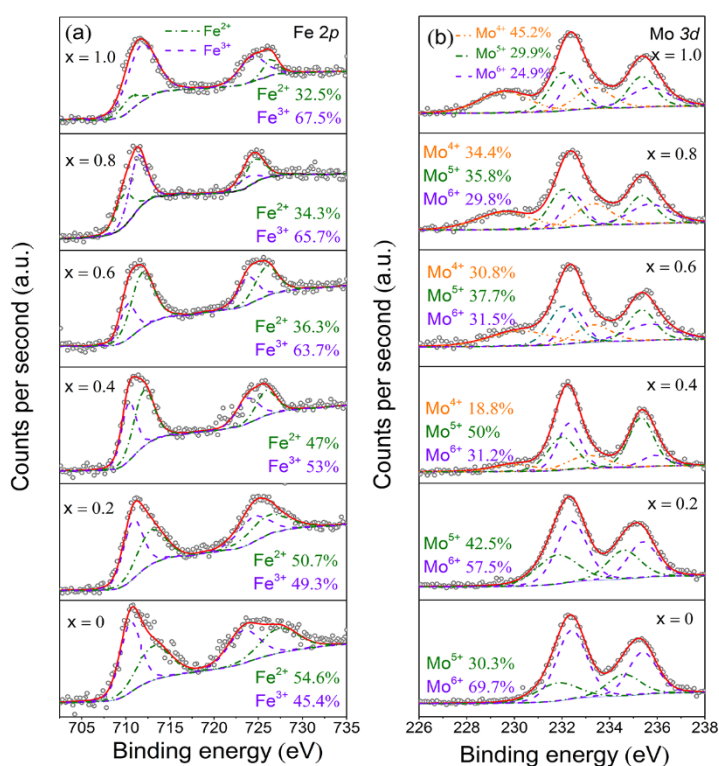 (a)
Fe²⁺
Fe³⁺
Fe 2p
x = 1.0
Fe²⁺ 32.5%
Fe³⁺ 67.5%
x = 0.8
Fe²⁺ 34.3%
Fe³⁺ 65.7%
x = 0.6
Fe²⁺ 36.3%
Fe³⁺ 63.7%
x = 0.4
Fe²⁺ 47%
Fe³⁺ 53%
x = 0.2
Fe²⁺ 50.7%
Fe³⁺ 49.3%
x = 0
Fe²⁺ 54.6%
Fe³⁺ 45.4%
705 710 715 720 725 730 735
Binding energy (eV)
Counts per second (a.u.)
(b)
Mo⁴⁺ 45.2%
Mo⁵⁺ 29.9%
Mo⁶⁺ 24.9%
Mo 3d
x = 1.0
Mo⁴⁺ 34.4%
Mo⁵⁺ 35.8%
Mo⁶⁺ 29.8%
x = 0.8
Mo⁴⁺ 30.8%
Mo⁵⁺ 37.7%
Mo⁶⁺ 31.5%
x = 0.6
Mo⁴⁺ 18.8%
Mo⁵⁺ 50%
Mo⁶⁺ 31.2%
x = 0.4
Mo⁵⁺ 42.5%
Mo⁶⁺ 57.5%
x = 0.2
Mo⁵⁺ 30.3%
Mo⁶⁺ 69.7%
x = 0
226 228 230 232 234 236 238
Binding energy (eV)
Counts per second (a.u.)